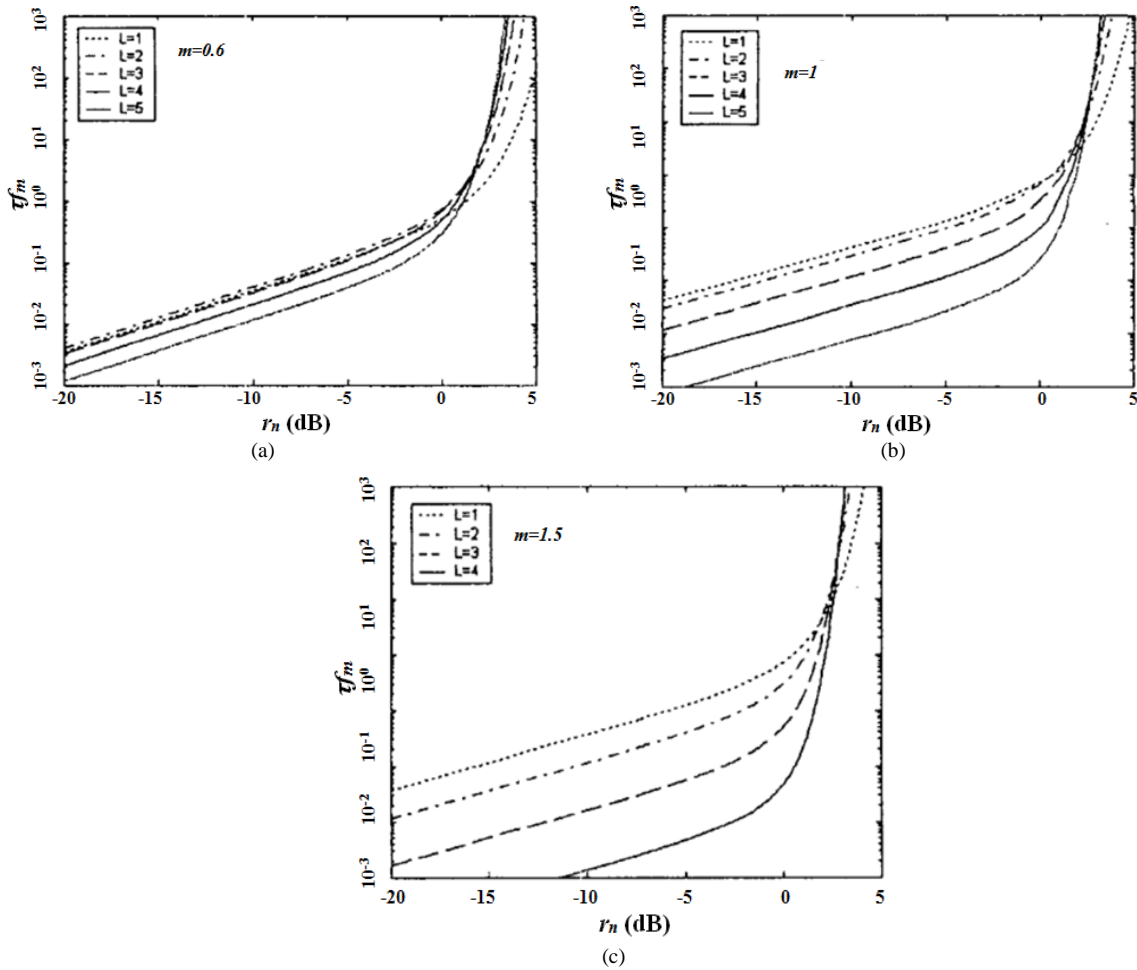 10³
10²
10¹
10⁰
10⁻¹
10⁻²
10⁻³
τf_m
L=1
L=2
L=3
L=4
L=5
m=0.6
-20
-15
-10
-5
0
5
r_n (dB)
(a)
10³
10²
10¹
10⁰
10⁻¹
10⁻²
10⁻³
τf_m
L=1
L=2
L=3
L=4
L=5
m=1
-20
-15
-10
-5
0
5
r_n (dB)
(b)
10³
10²
10¹
10⁰
10⁻¹
10⁻²
10⁻³
τf_m
L=1
L=2
L=3
L=4
m=1.5
-20
-15
-10
-5
0
5
r_n (dB)
(c)